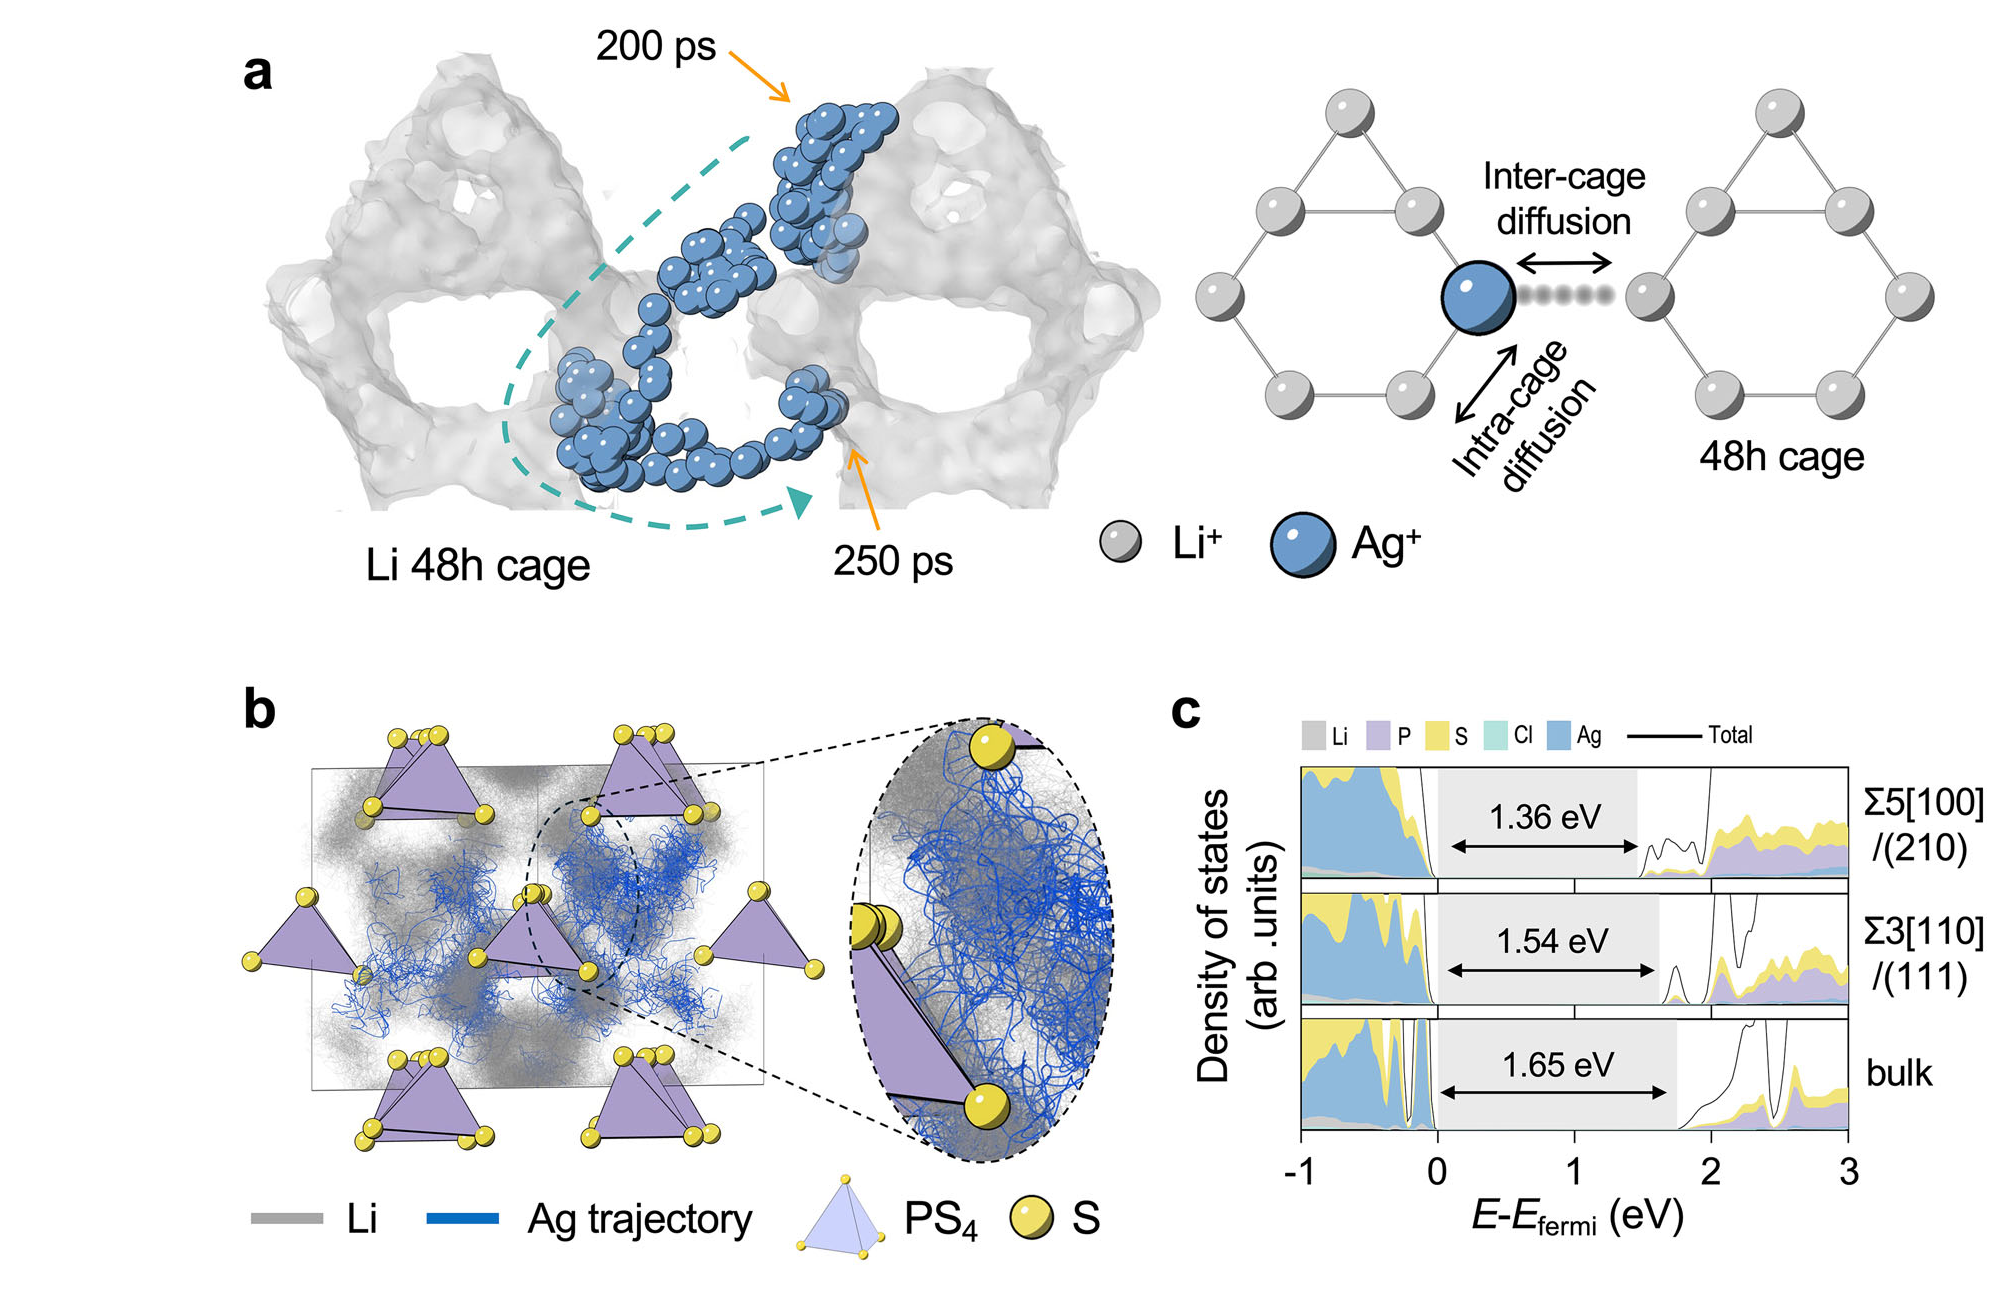 a
200 ps
Inter-cage
diffusion
Intra-cage
diffusion
48h cage
Li⁺
Ag⁺
Li 48h cage
250 ps
b
Li
Ag trajectory
PS₄
S
c
Li P S Cl Ag Total
Density of states
(arb .units)
1.36 eV
Σ5[100]
/(210)
1.54 eV
Σ3[110]
/(111)
1.65 eV
bulk
-1 0 1 2 3
E-Efermi (eV)